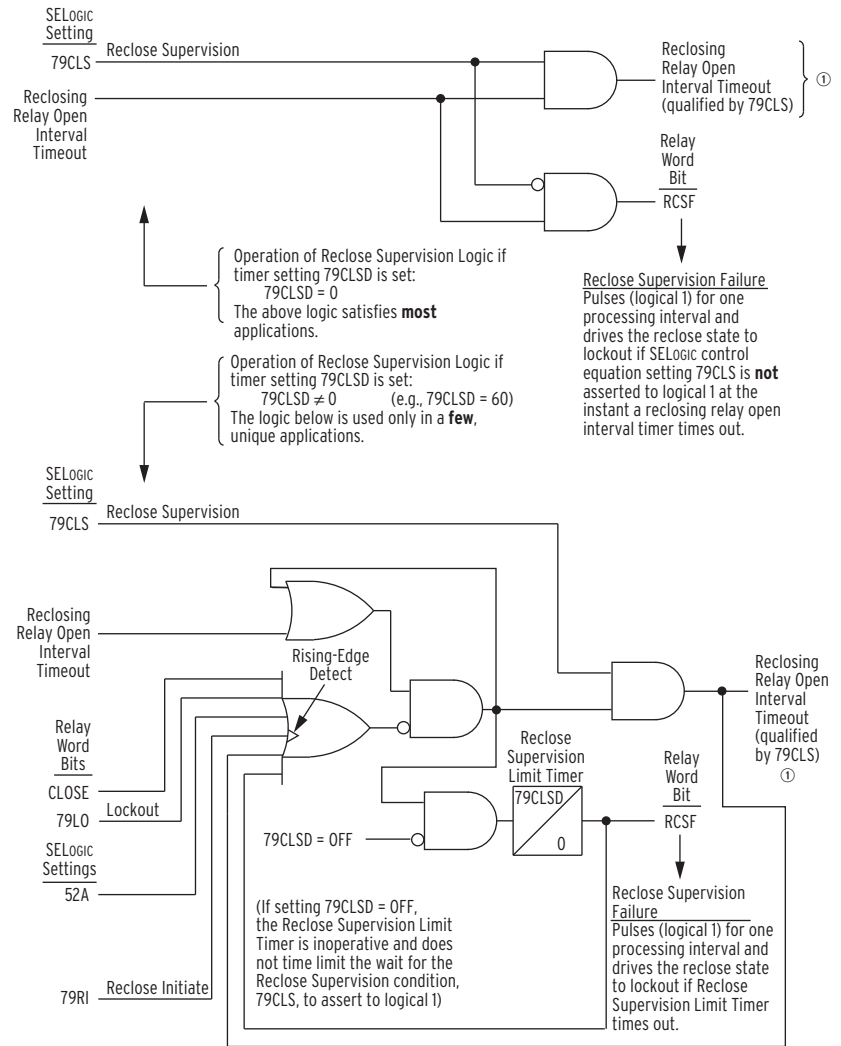 SELOGIC
Setting
79CLS
Reclose Supervision
Reclosing
Relay Open
Interval
Timeout
Reclosing
Relay Open
Interval Timeout
(qualified by 79CLS)
①
Relay
Word
Bit
RCSF
Operation of Reclose Supervision Logic if
timer setting 79CLSD is set:
79CLSD = 0
The above logic satisfies most
applications.
Reclose Supervision Failure
Pulses (logical 1) for one
processing interval and
drives the reclose state to
lockout if SELOGIC control
equation setting 79CLS is not
asserted to logical 1 at the
instant a reclosing relay open
interval timer times out.
Operation of Reclose Supervision Logic if
timer setting 79CLSD is set:
79CLSD ≠ 0 (e.g., 79CLSD = 60)
The logic below is used only in a few,
unique applications.
SELOGIC
Setting
79CLS
Reclose Supervision
Reclosing
Relay Open
Interval
Timeout
Rising-Edge
Detect
Relay
Word
Bits
CLOSE
79LO
Lockout
SELOGIC
Settings
52A
79RI
Reclose Initiate
79CLSD = OFF
Reclose
Supervision
Limit Timer
79CLSD
0
Reclosing
Relay Open
Interval
Timeout
(qualified
by 79CLS)
①
Relay
Word
Bit
RCSF
(If setting 79CLSD = OFF,
the Reclose Supervision Limit
Timer is inoperative and does
not time limit the wait for the
Reclose Supervision condition,
79CLS, to assert to logical 1)
Reclose Supervision
Failure
Pulses (logical 1) for one
processing interval and
drives the reclose state
to lockout if Reclose
Supervision Limit Timer
times out.